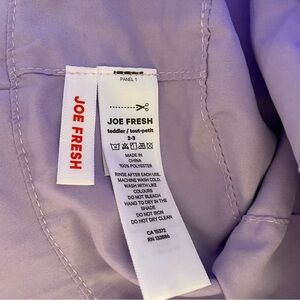 PANEL 1
JOE FRESH
JOE FRESH
toddler / tout-petit
2-3
MADE IN
CHINA
100% POLYESTER
RINSE AFTER EACH USE.
MACHINE WASH COLD.
WASH WITH LIKE
COLOURS
DO NOT BLEACH
HANG TO DRY IN THE
SHADE
DO NOT IRON
DO NOT DRY CLEAN
CA 15372